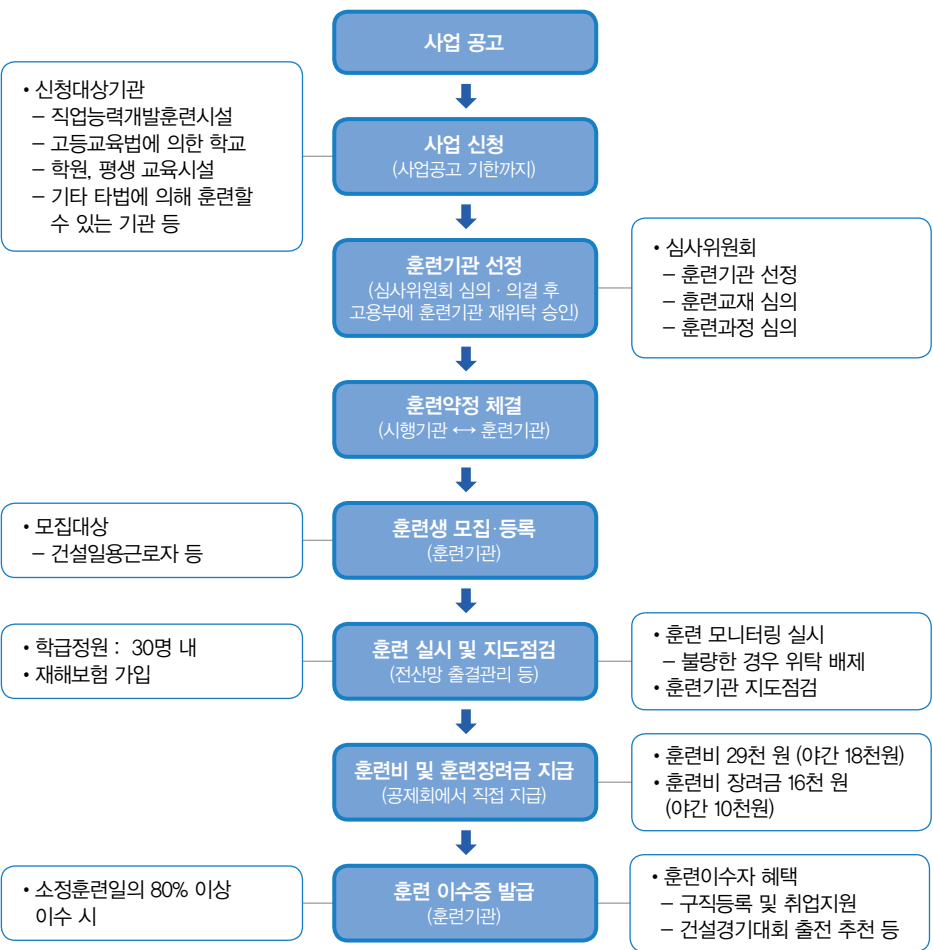 사업 공고
• 신청대상기관
– 직업능력개발훈련시설
– 고등교육법에 의한 학교
– 학원, 평생 교육시설
– 기타 타법에 의해 훈련할
수 있는 기관 등
사업 신청
(사업공고 기한까지)
훈련기관 선정
(심사위원회 심의 · 의결 후
고용부에 훈련기관 재위탁 승인)
• 심사위원회
– 훈련기관 선정
– 훈련교재 심의
– 훈련과정 심의
훈련약정 체결
(시행기관 ↔ 훈련기관)
• 모집대상
– 건설일용근로자 등
훈련생 모집·등록
(훈련기관)
• 학급정원 : 30명 내
• 재해보험 가입
훈련 실시 및 지도점검
(전산망 출결관리 등)
• 훈련 모니터링 실시
– 불량한 경우 위탁 배제
• 훈련기관 지도점검
훈련비 및 훈련장려금 지급
(공제회에서 직접 지급)
• 훈련비 29천 원 (야간 18천원)
• 훈련비 장려금 16천 원
(야간 10천원)
• 소정훈련일의 80% 이상
이수 시
훈련 이수증 발급
(훈련기관)
• 훈련이수자 혜택
– 구직등록 및 취업지원
– 건설경기대회 출전 추천 등